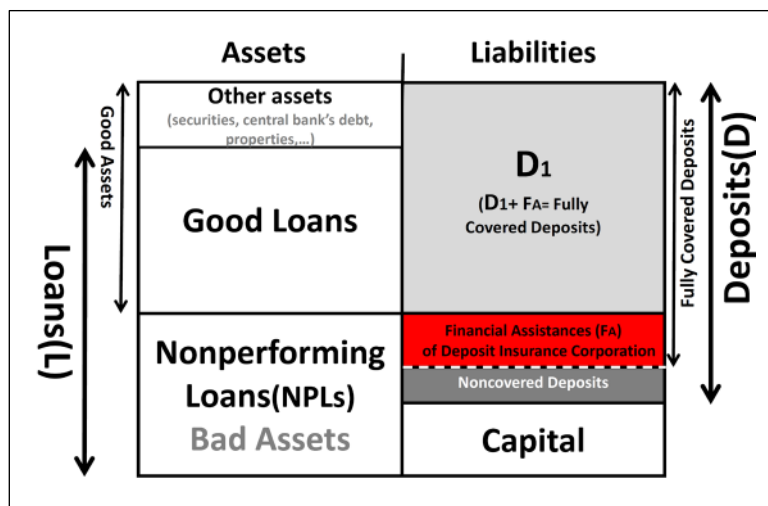 Assets
Liabilities
Other assets
(securities, central bank's debt,
properties,...)
Good Loans
Nonperforming
Loans(NPLs)
Bad Assets
D1
(D1+ FA= Fully
Covered Deposits)
Financial Assistances (FA)
of Deposit Insurance Corporation
Noncovered Deposits
Capital
Good Assets
Loans(L)
Fully Covered Deposits
Deposits(D)